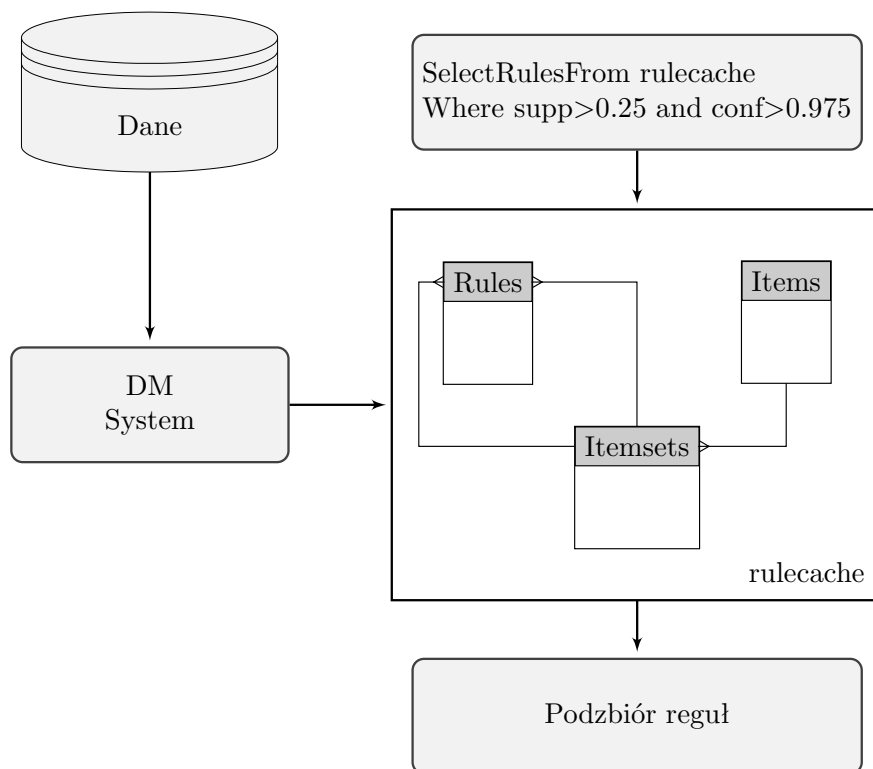 SelectRulesFrom rulecache
Where supp>0.25 and conf>0.975
Dane
Rules
Items
DM
System
Itemsets
rulecache
Podzbiór reguł